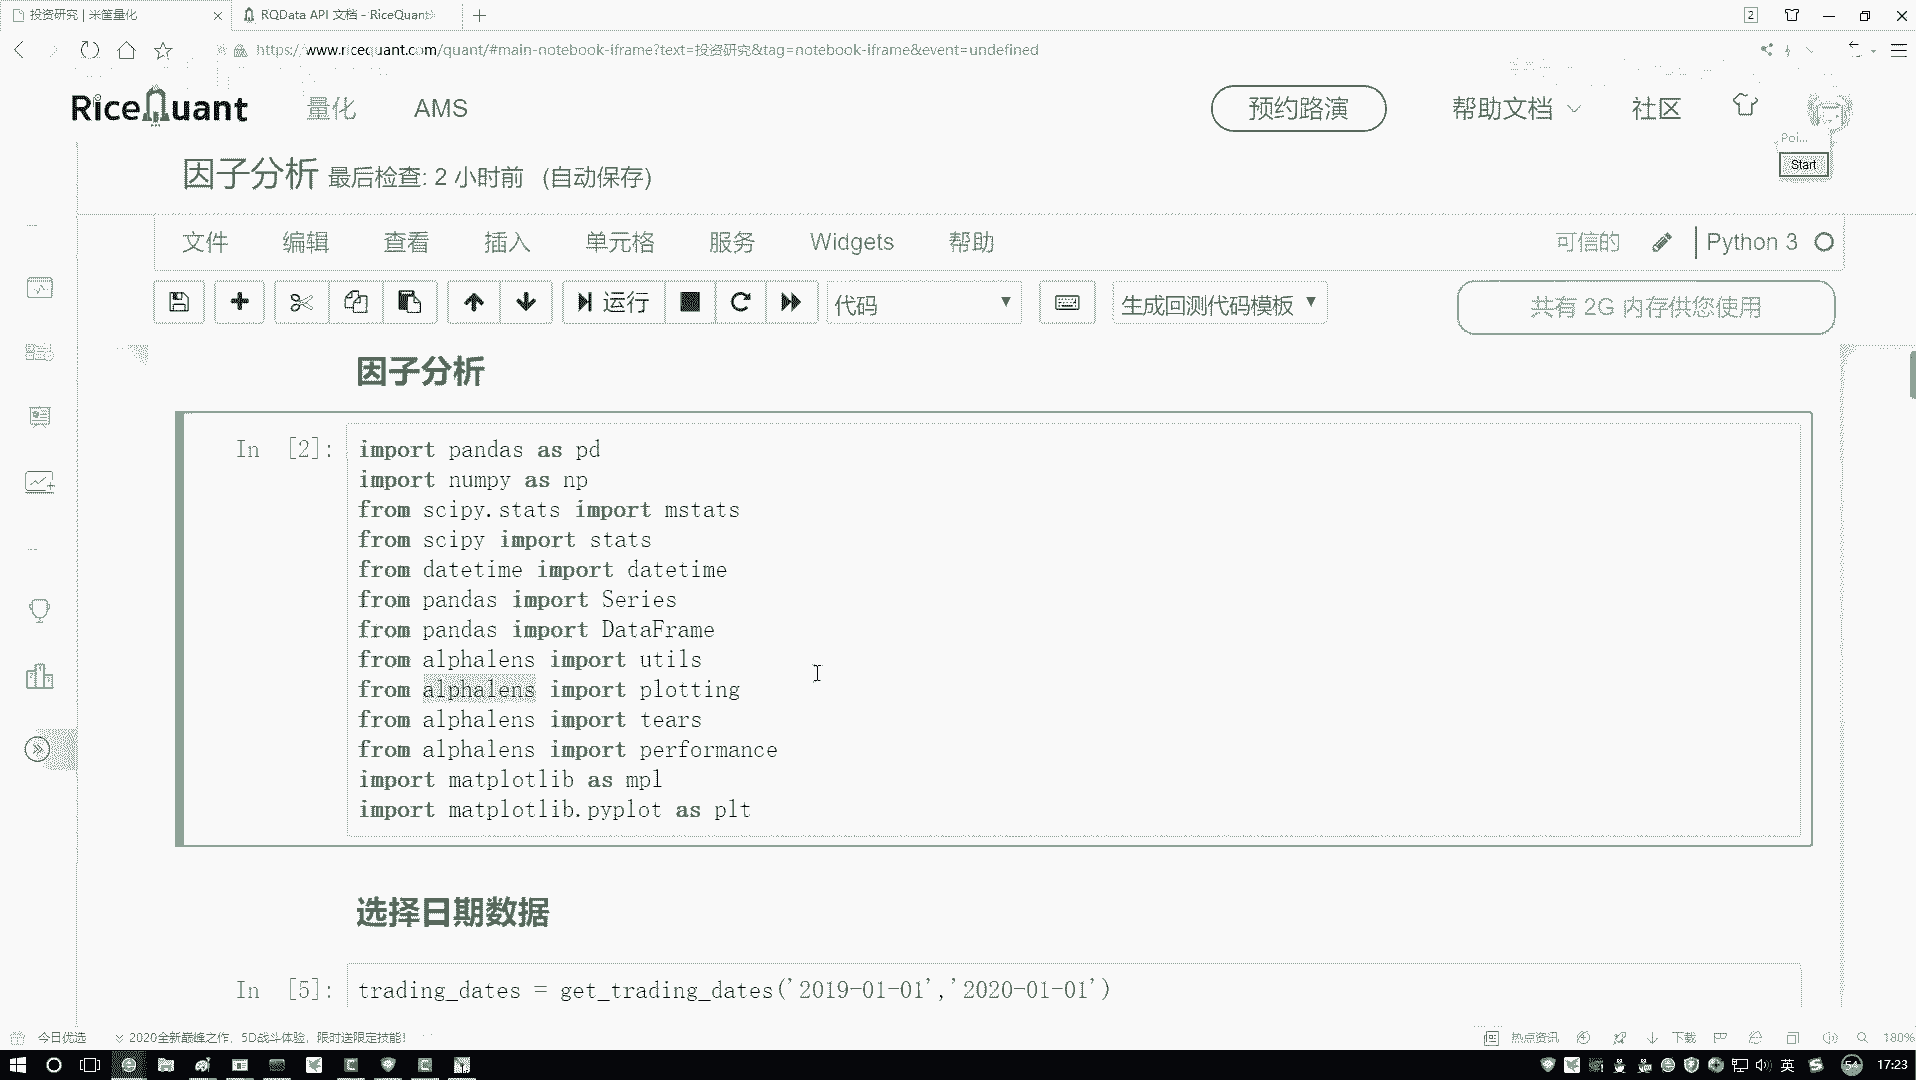 投资研究 | 米筐量化
RQData API 文档 - RiceQuant
2
https://www.ricequant.com/quant/#main-notebook-iframe?text=投资研究&tag=notebook-iframe&event=undefined
RiceQuant 量化 AMS 预约路演 帮助文档 社区
Poi...
Start
因子分析 最后检查: 2 小时前 (自动保存)
文件 编辑 查看 插入 单元格 服务 Widgets 帮助 可信的 Python 3
运行 代码 生成回测代码模板 共有 2G 内存供您使用
因子分析
In [2]:
import pandas as pd
import numpy as np
from scipy.stats import mstats
from scipy import stats
from datetime import datetime
from pandas import Series
from pandas import DataFrame
from alphalens import utils
from alphalens import plotting
from alphalens import tears
from alphalens import performance
import matplotlib as mpl
import matplotlib.pyplot as plt
选择日期数据
In [5]: trading_dates = get_trading_dates('2019-01-01','2020-01-01')
今日优选 2020全新巅峰之作，5D战斗体验，限时送限定技能! 热点资讯 下载 180%
英 54 17:23